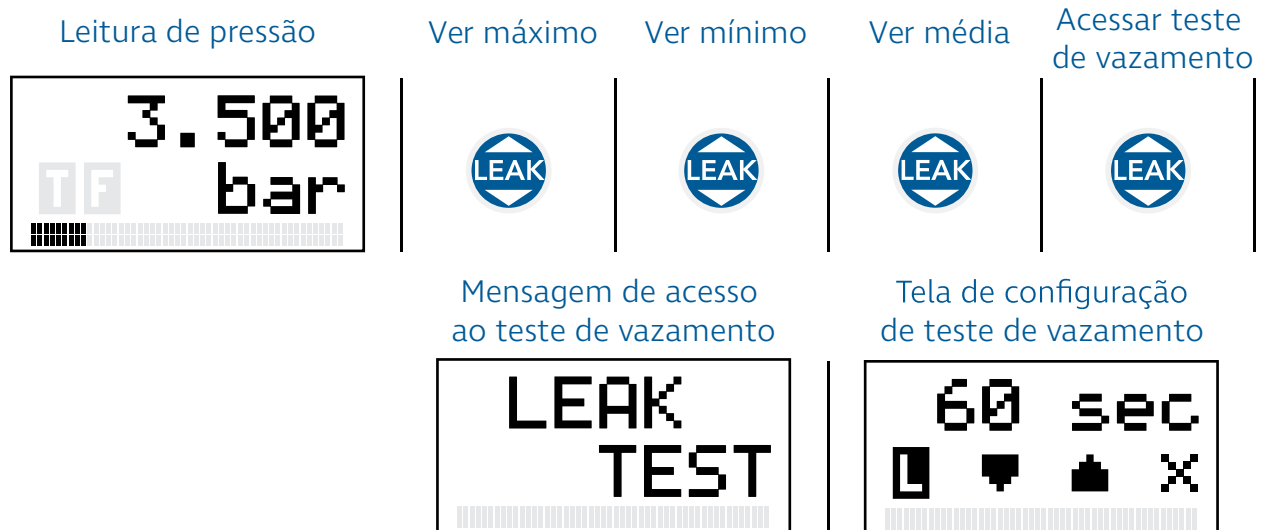 Leitura de pressão
Ver máximo
Ver mínimo
Ver média
Acessar teste
de vazamento
3.500
T F
bar
LEAK
LEAK
LEAK
LEAK
Mensagem de acesso
ao teste de vazamento
Tela de configuração
de teste de vazamento
LEAK
TEST
60 sec
L X